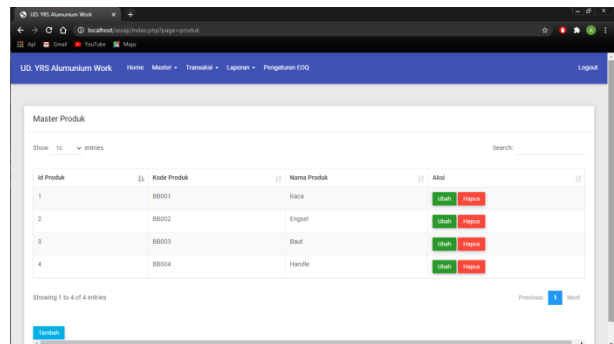 UD. YRS Alumunium Work
localhost/assoji/index.php?page=produk
Apl Gmail YouTube Maps
UD. YRS Alumunium Work Home Master Transaksi Laporan Pengaturan EOQ Logout
Master Produk
Show 10 entries Search:
Id Produk Kode Produk Nama Produk Aksi
1 BB001 Kaca Ubah Hapus
2 BB002 Engsel Ubah Hapus
3 BB003 Baut Ubah Hapus
4 BB004 Handle Ubah Hapus
Showing 1 to 4 of 4 entries Previous 1 Next
Tambah